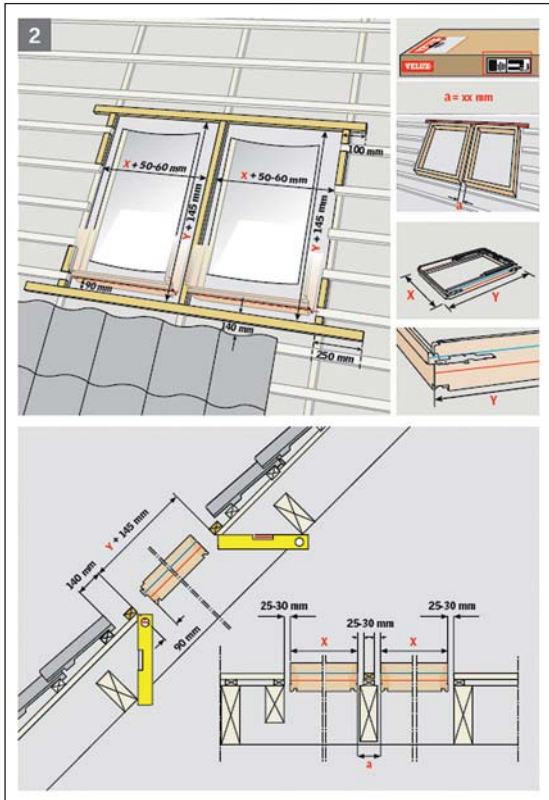 2
VELUX
a = xx mm
100 mm
X + 50-60 mm
X + 50-60 mm
Y + 145 mm
Y + 145 mm
a
90 mm
140 mm
250 mm
X
Y
Y
Y + 145 mm
140 mm
90 mm
25-30 mm
25-30 mm
25-30 mm
X
X
a